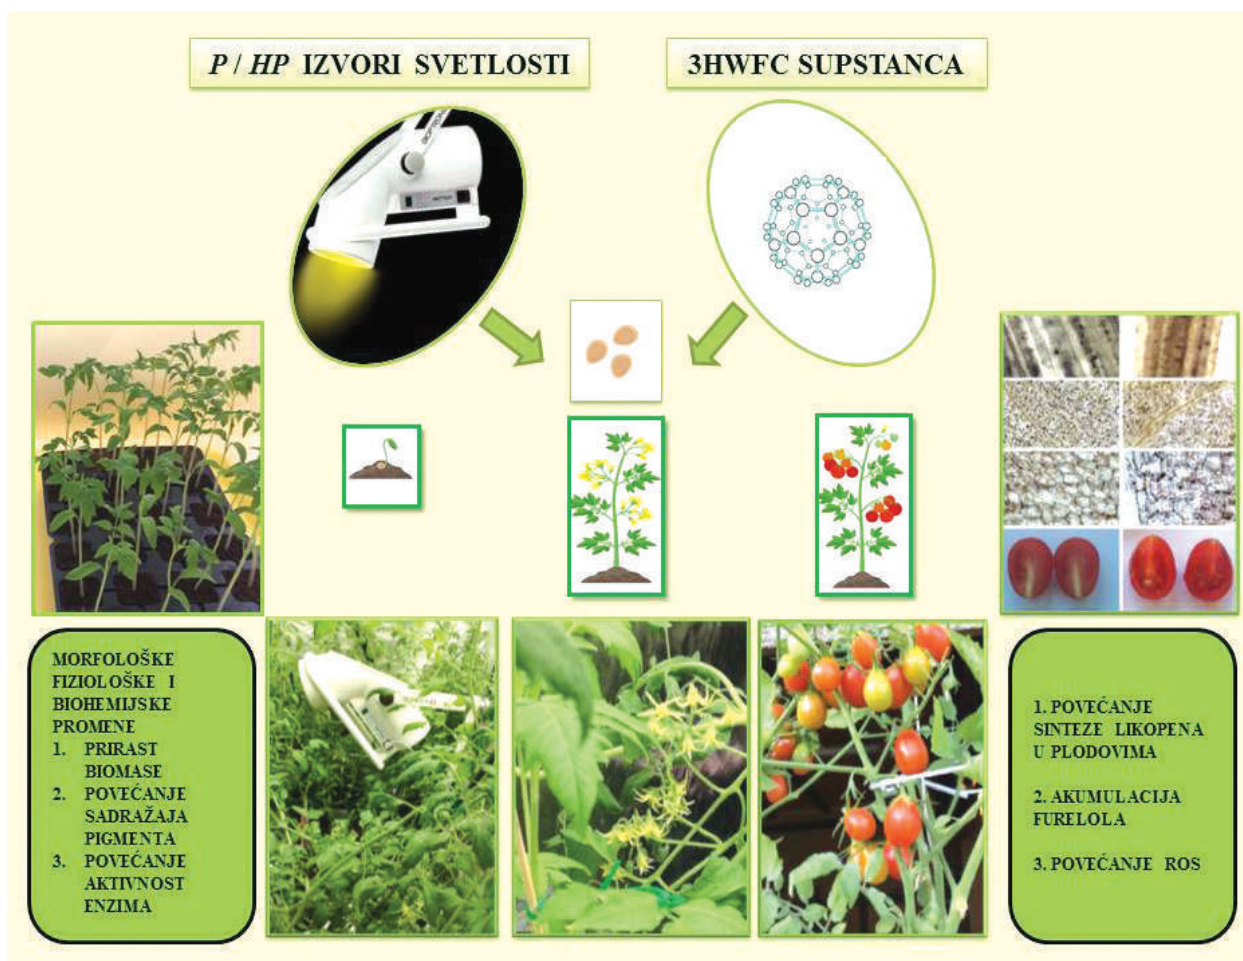 P / HP IZVORI SVETLOSTI
3HWFC SUPSTANCA
MORFOLOŠKE
FIZIOLOŠKE I
BIOHEMIJSKE
PROMENE
1. PRIRAST
BIOMASE
2. POVEĆANJE
SADRAŽAJA
PIGMENTA
3. POVEĆANJE
AKTIVNOST
ENZIMA
1. POVEĆANJE
SINTEZE LIKOPENA
U PLODOVIMA
2. AKUMULACIJA
FURELOLA
3. POVEĆANJE ROS